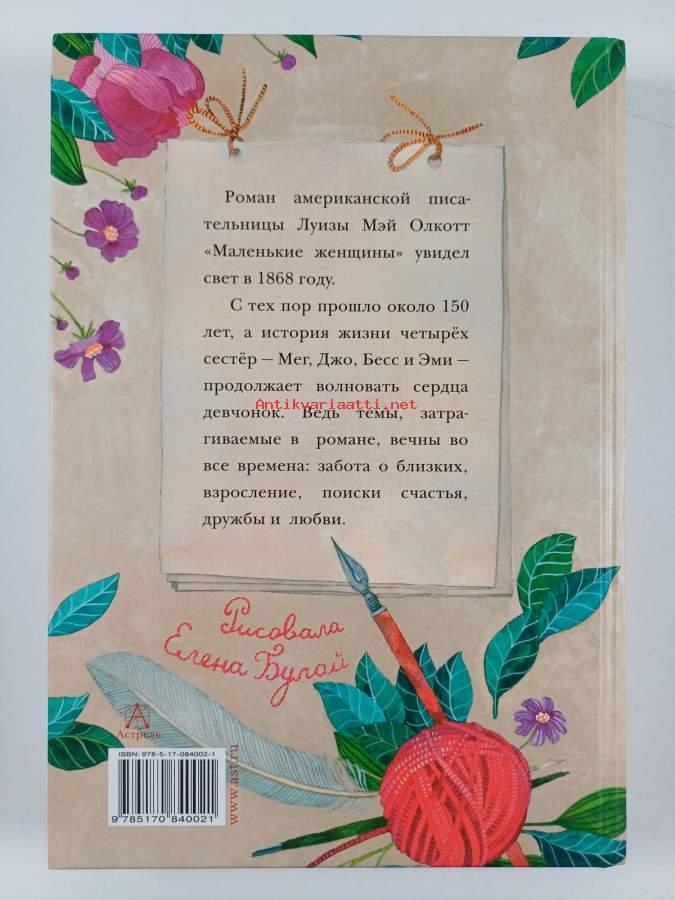 Роман американской писа-
тельницы Луизы Мэй Олкотт
«Маленькие женщины» увидел
свет в 1868 году.
С тех пор прошло около 150
лет, а история жизни четырёх
сестёр – Мег, Джо, Бесс и Эми –
продолжает волновать сердца
Antikvariaatti.net
девчонок. Ведь темы, затра-
гиваемые в романе, вечны во
все времена: забота о близких,
взросление, поиски счастья,
дружбы и любви.
Рисовала
Елена Булай
Астрель
ISBN: 978-5-17-084002-1
9 785170 840021
www.ast.ru